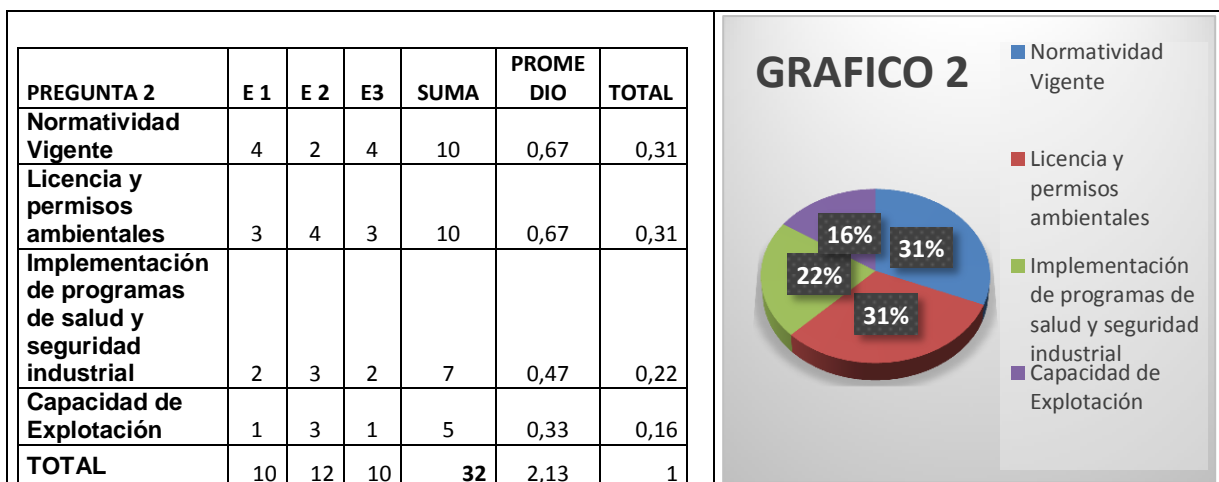 PREGUNTA 2 E 1 E 2 E3 SUMA PROME
DIO TOTAL
Normatividad
Vigente 4 2 4 10 0,67 0,31
Licencia y
permisos
ambientales 3 4 3 10 0,67 0,31
Implementación
de programas
de salud y
seguridad
industrial 2 3 2 7 0,47 0,22
Capacidad de
Explotación 1 3 1 5 0,33 0,16
TOTAL 10 12 10 32 2,13 1
GRAFICO 2
16%
31%
22%
31%
Normatividad
Vigente
Licencia y
permisos
ambientales
Implementación
de programas de
salud y seguridad
industrial
Capacidad de
Explotación